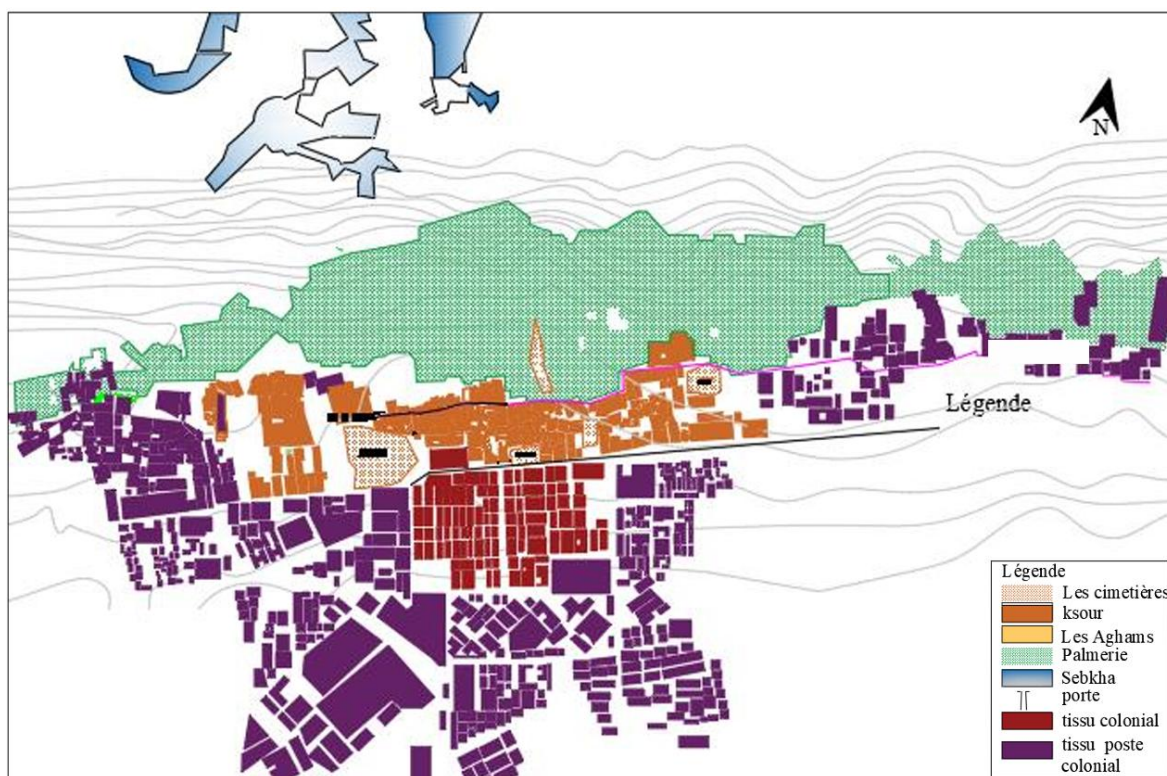 N
Légende
Légende
Les cimetières
ksour
Les Aghams
Palmerie
Sebkha
porte
tissu colonial
tissu poste
colonial